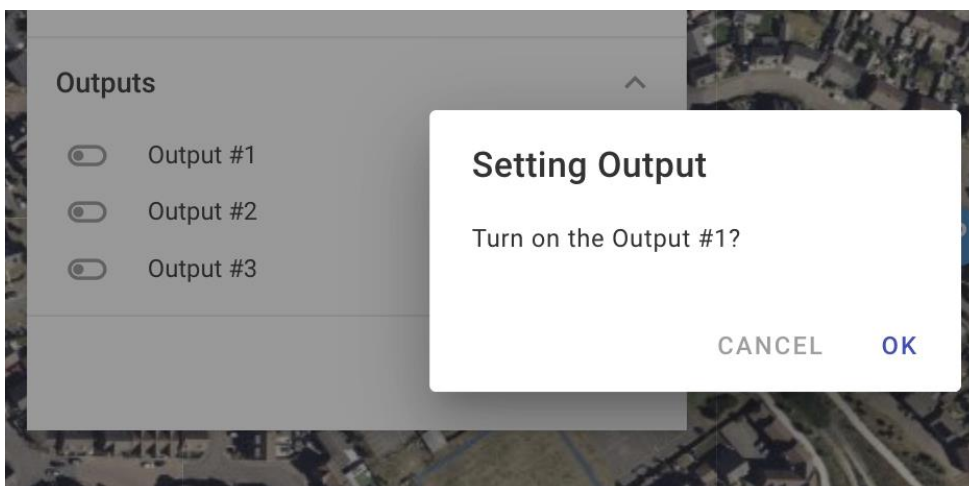 Outputs
Output #1
Output #2
Output #3
Setting Output
Turn on the Output #1?
CANCEL OK